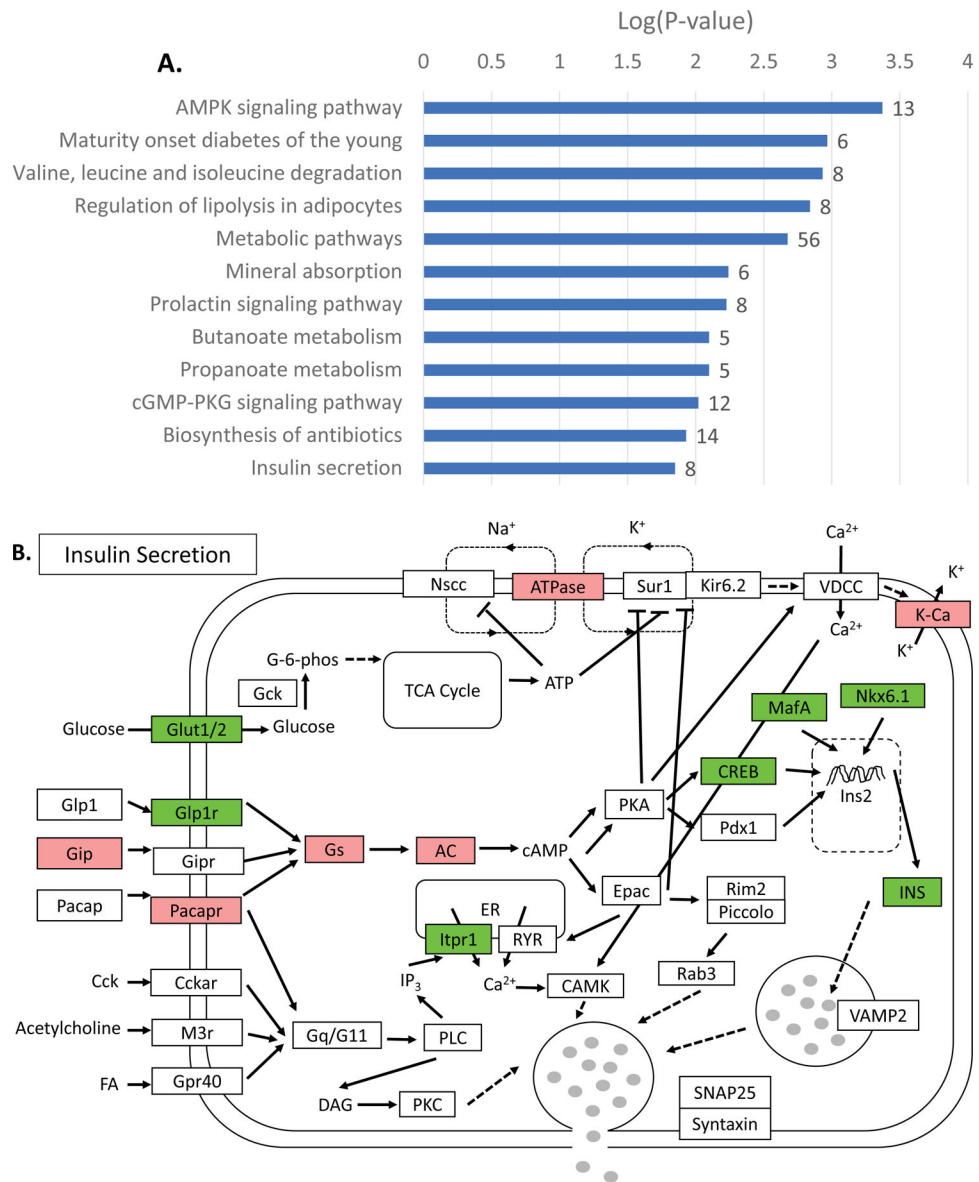 Log(P-value)
A.
0 0.5 1 1.5 2 2.5 3 3.5 4
AMPK signaling pathway 13
Maturity onset diabetes of the young 6
Valine, leucine and isoleucine degradation 8
Regulation of lipolysis in adipocytes 8
Metabolic pathways 56
Mineral absorption 6
Prolactin signaling pathway 8
Butanoate metabolism 5
Propanoate metabolism 5
cGMP-PKG signaling pathway 12
Biosynthesis of antibiotics 14
Insulin secretion 8
B. Insulin Secretion
Na⁺ K⁺ Ca²⁺
K⁺
Nscc ATPase Sur1 Kir6.2 VDCC
K-Ca
Ca²⁺
K⁺
G-6-phos
Gck TCA Cycle ATP
Glucose Glut1/2 Glucose
MafA Nkx6.1
CREB
Ins2
Glp1 Glp1r
PKA
Pdx1
Gip Gipr Gs AC cAMP
Pacap Pacapr
Epac Rim2
Piccolo
INS
ER
Itpr1 RYR
Cck Cckar
IP₃ Ca²⁺ CAMK Rab3
VAMP2
Acetylcholine M3r Gq/G11 PLC
FA Gpr40
DAG PKC
SNAP25
Syntaxin